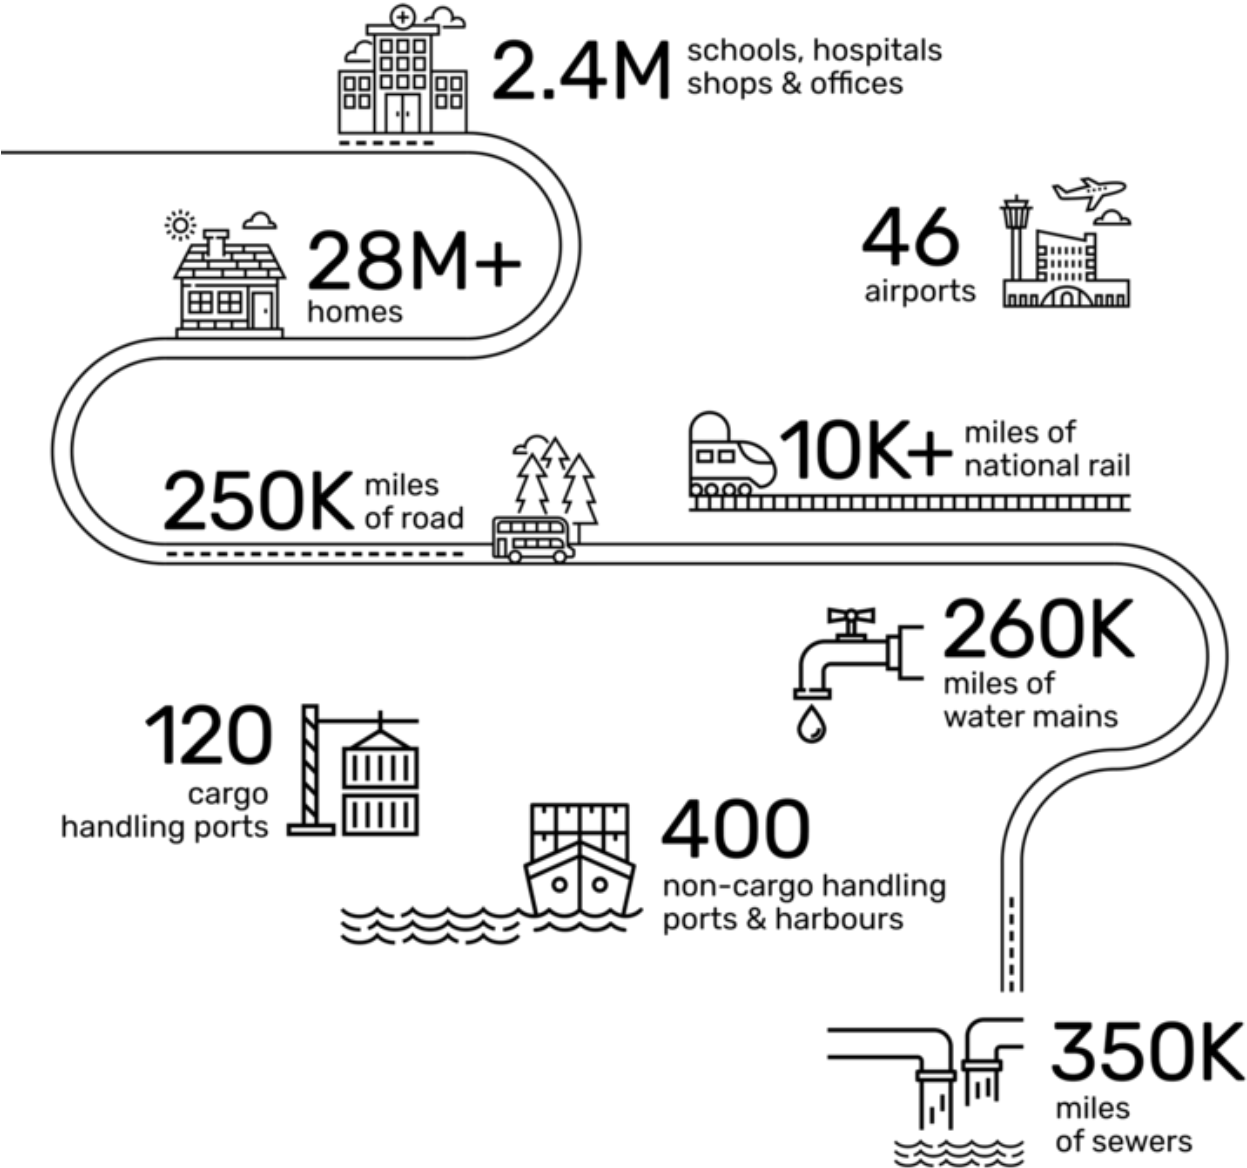 2.4M
schools, hospitals
shops & offices
28M+
homes
46
airports
250K
miles
of road
10K+
miles of
national rail
260K
miles of
water mains
120
cargo
handling ports
400
non-cargo handling
ports & harbours
350K
miles
of sewers